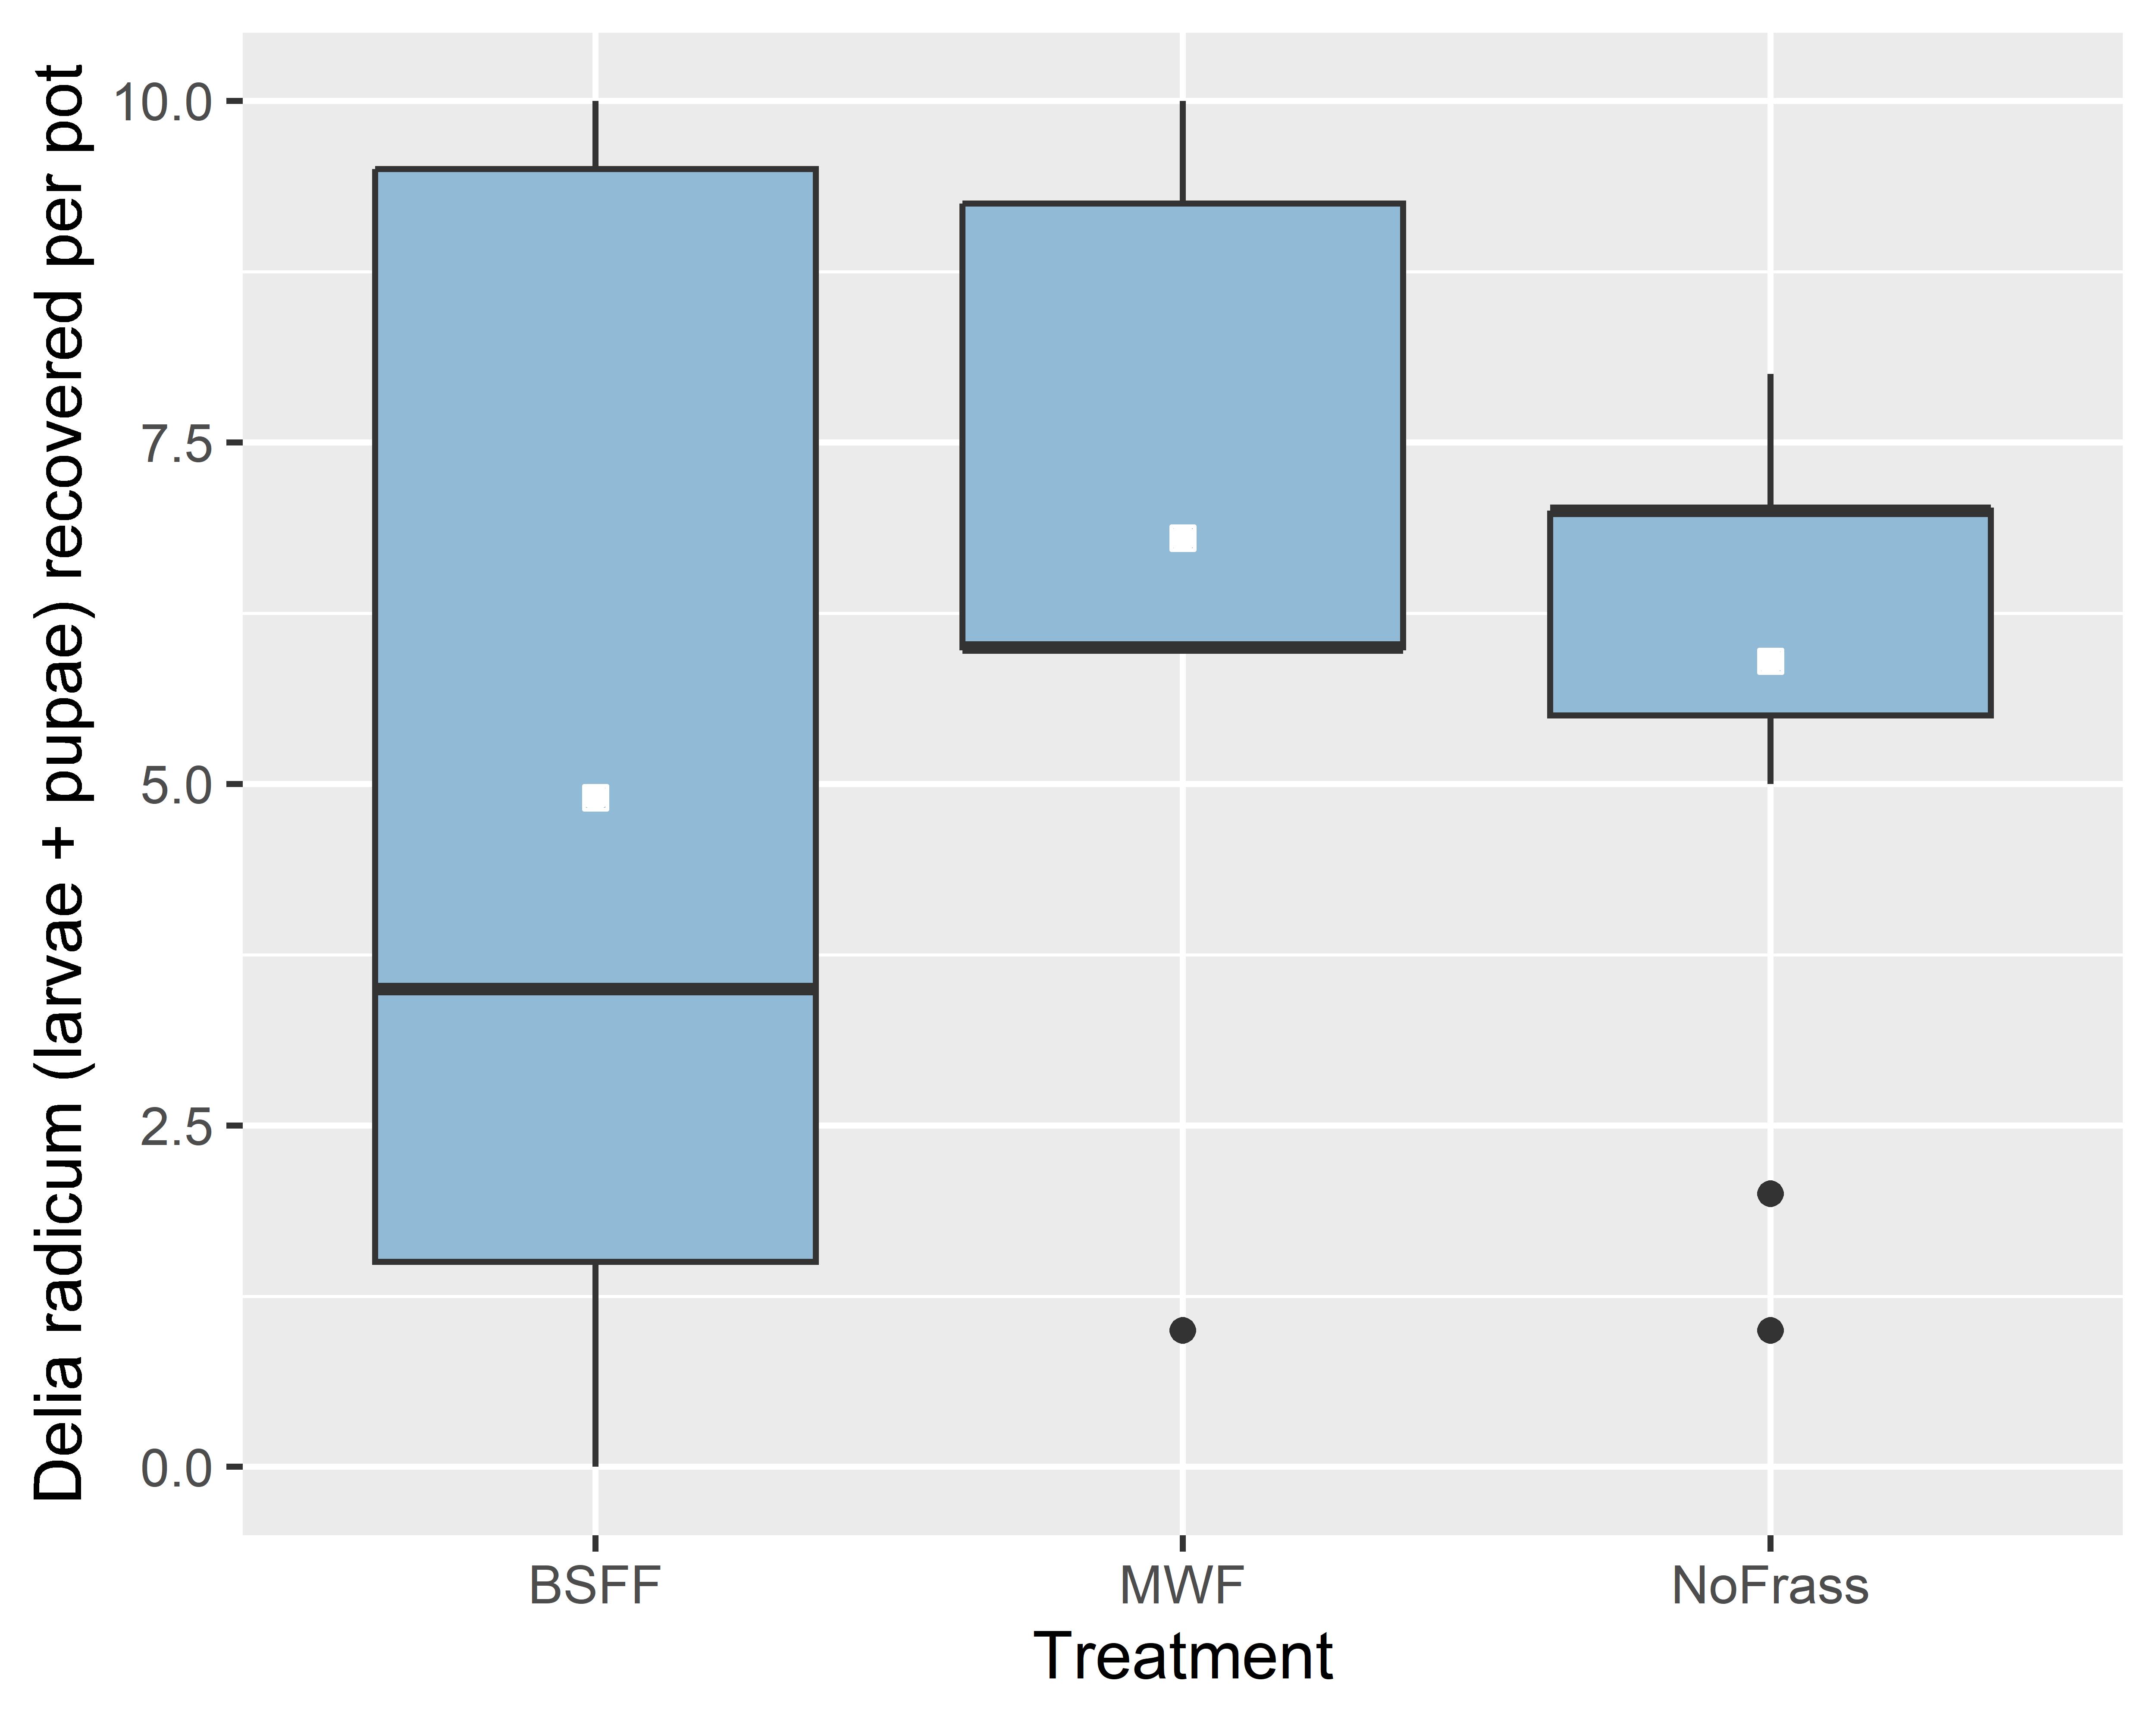 Delia radicum (larvae + pupae) recovered per pot
10.0
7.5
5.0
2.5
0.0
BSFF MWF NoFrass
Treatment